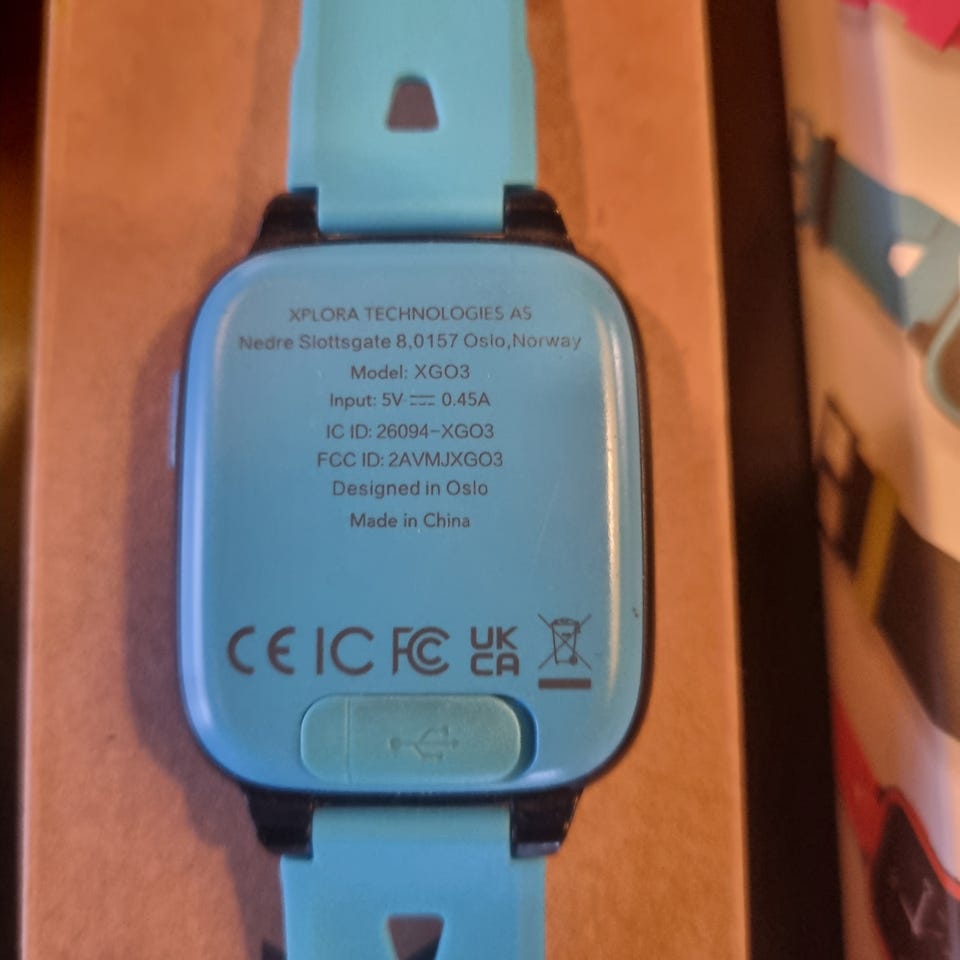 XPLORA TECHNOLOGIES AS
Nedre Slottsgate 8,0157 Oslo,Norway
Model: XGO3
Input: 5V⎓0.45A
IC ID: 26094-XGO3
FCC ID: 2AVMJXGO3
Designed in Oslo
Made in China
CE IC FC UK
CA